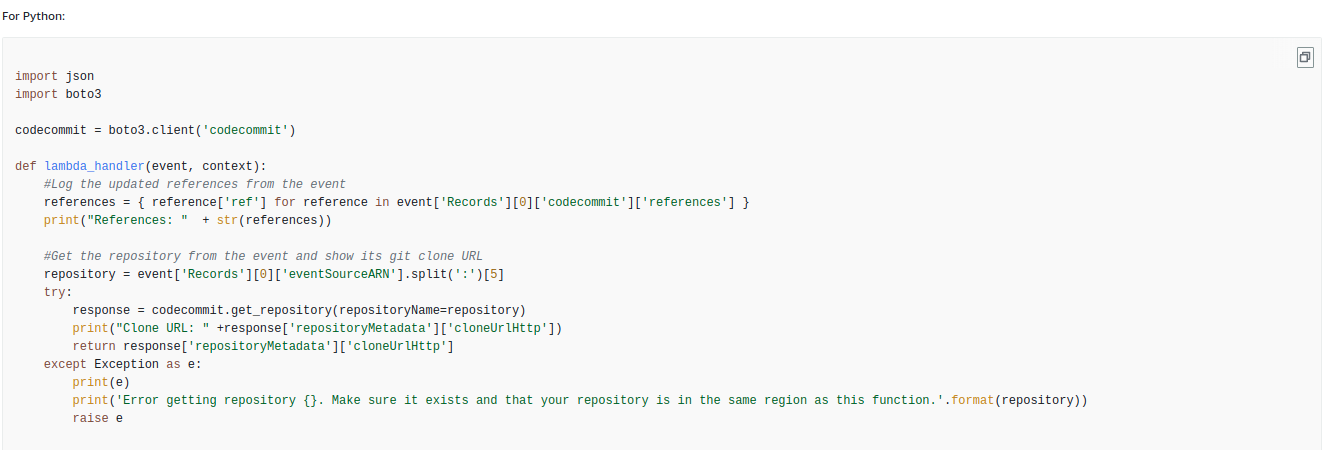 For Python:
import json
import boto3
codecommit = boto3.client('codecommit')
def lambda_handler(event, context):
    #Log the updated references from the event
    references = { reference['ref'] for reference in event['Records'][0]['codecommit']['references'] }
    print("References: "  + str(references))
    #Get the repository from the event and show its git clone URL
    repository = event['Records'][0]['eventSourceARN'].split(':')[5]
    try:
        response = codecommit.get_repository(repositoryName=repository)
        print("Clone URL: " +response['repositoryMetadata']['cloneUrlHttp'])
        return response['repositoryMetadata']['cloneUrlHttp']
    except Exception as e:
        print(e)
        print('Error getting repository {}. Make sure it exists and that your repository is in the same region as this function.'.format(repository))
        raise e